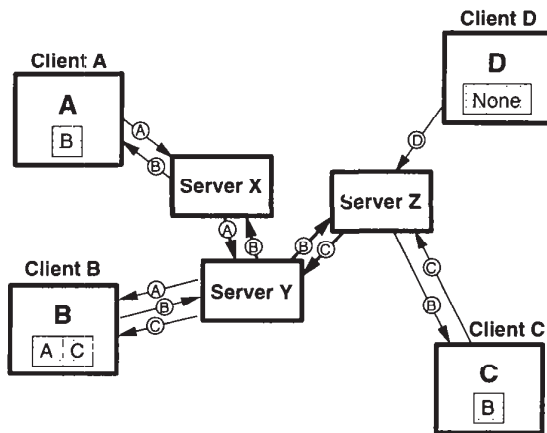 Client D
Client A
D
None
A
B
A
B
D
Server X
Server Z
A
B
B
C
Client B
Server Y
A
B
C
B
C
B
A C
Client C
C
B